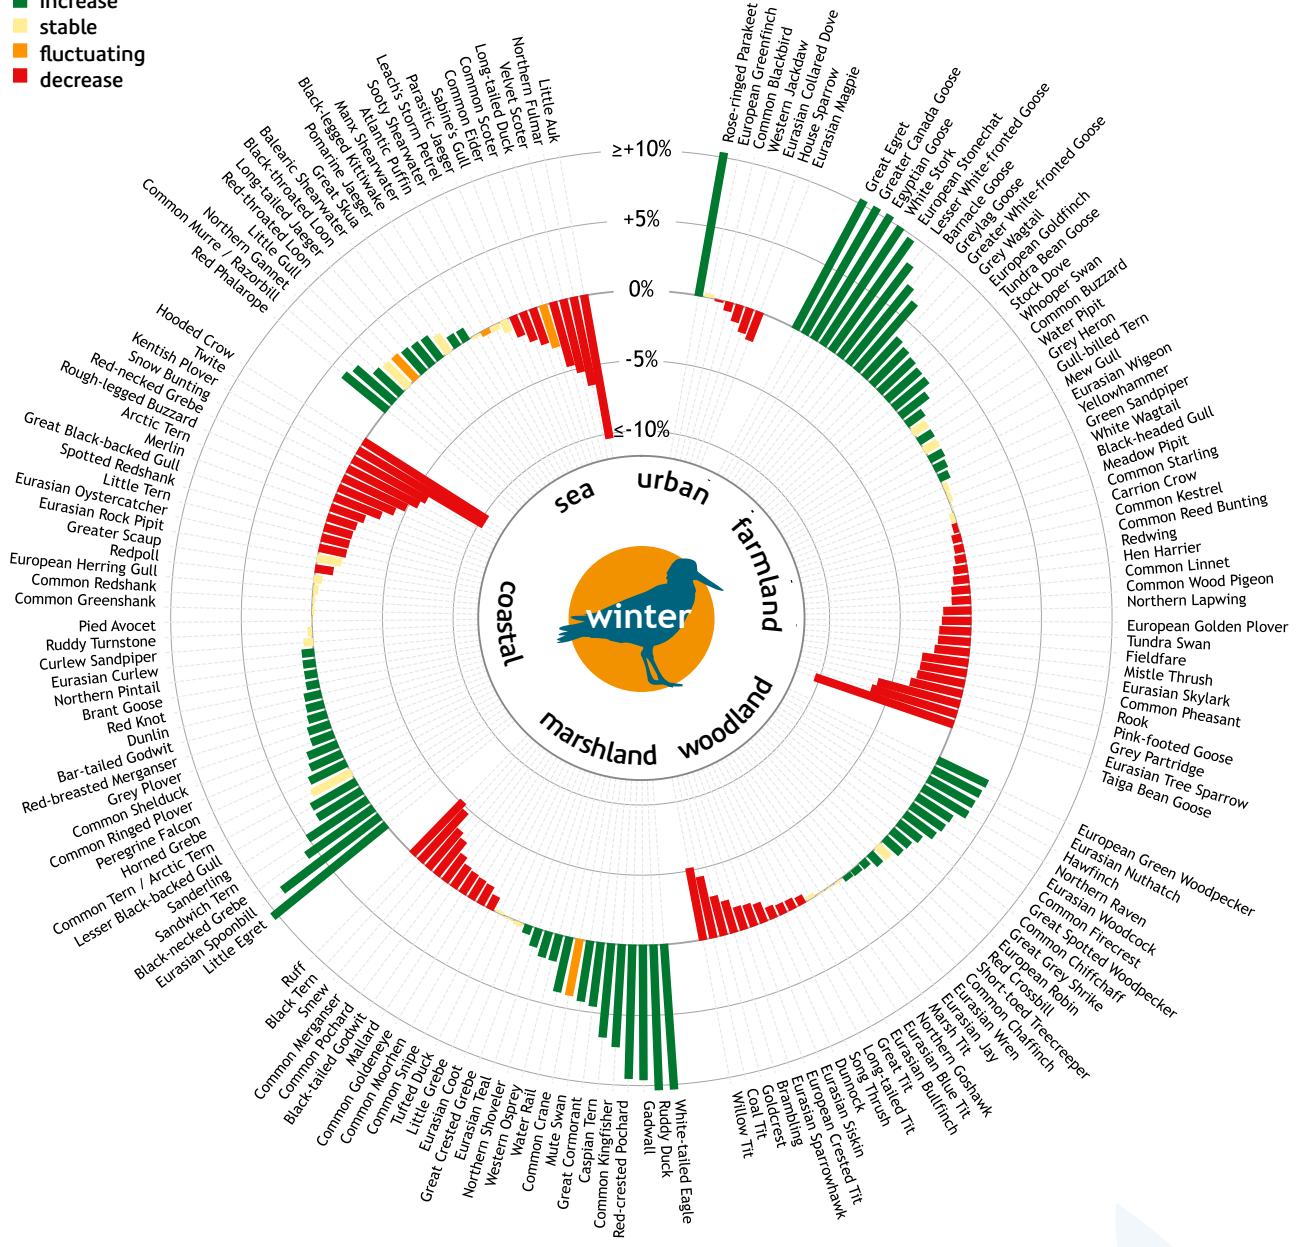 increase
stable
fluctuating
decrease
≥+10%
+5%
0%
-5%
≤-10%
urban
farmland
woodland
marshland
coastal
sea
winter
Rose-ringed Parakeet
European Greenfinch
Common Blackbird
Western Jackdaw
Eurasian Collared Dove
House Sparrow
Eurasian Magpie
Great Egret
Greater Canada Goose
Egyptian Goose
White Stork
European Stonechat
Lesser White-fronted Goose
Barnacle Goose
Greylag Goose
Greater White-fronted Goose
Grey Wagtail
European Goldfinch
Tundra Bean Goose
Stock Dove
Whooper Swan
Common Buzzard
Water Pipit
Grey Heron
Gull-billed Tern
Mew Gull
Eurasian Wigeon
Yellowhammer
Green Sandpiper
White Wagtail
Black-headed Gull
Meadow Pipit
Common Starling
Carrion Crow
Common Kestrel
Common Reed Bunting
Redwing
Hen Harrier
Common Linnet
Common Wood Pigeon
Northern Lapwing
European Golden Plover
Tundra Swan
Fieldfare
Mistle Thrush
Eurasian Skylark
Common Pheasant
Rook
Pink-footed Goose
Grey Partridge
Eurasian Tree Sparrow
Taiga Bean Goose
European Green Woodpecker
Eurasian Nuthatch
Hawfinch
Northern Raven
Eurasian Woodcock
Common Firecrest
Great Spotted Woodpecker
Common Chiffchaff
Great Grey Shrike
European Robin
Red Crossbill
Short-toed Treecreeper
Common Chaffinch
Eurasian Wren
Eurasian Jay
Marsh Tit
Northern Goshawk
Eurasian Blue Tit
Eurasian Bullfinch
Great Tit
Long-tailed Tit
Song Thrush
Dunnock
Eurasian Siskin
European Crested Tit
Eurasian Sparrowhawk
Brambling
Goldcrest
Coal Tit
Willow Tit
White-tailed Eagle
Ruddy Duck
Gadwall
Red-crested Pochard
Common Kingfisher
Caspian Tern
Great Cormorant
Mute Swan
Common Crane
Water Rail
Western Osprey
Northern Shoveler
Eurasian Teal
Great Crested Grebe
Eurasian Coot
Little Grebe
Tufted Duck
Common Snipe
Common Moorhen
Common Goldeneye
Mallard
Black-tailed Godwit
Common Pochard
Common Merganser
Smew
Black Tern
Ruff
Little Egret
Eurasian Spoonbill
Black-necked Grebe
Sandwich Tern
Sanderling
Lesser Black-backed Gull
Common Tern / Arctic Tern
Horned Grebe
Peregrine Falcon
Common Ringed Plover
Common Shelduck
Grey Plover
Red-breasted Merganser
Bar-tailed Godwit
Dunlin
Red Knot
Brant Goose
Northern Pintail
Eurasian Curlew
Curlew Sandpiper
Ruddy Turnstone
Pied Avocet
Common Greenshank
Common Redshank
European Herring Gull
Redpoll
Greater Scaup
Eurasian Rock Pipit
Eurasian Oystercatcher
Little Tern
Spotted Redshank
Great Black-backed Gull
Merlin
Arctic Tern
Rough-legged Buzzard
Red-necked Grebe
Snow Bunting
Kentish Plover
Twite
Hooded Crow
Red Phalarope
Common Murre / Razorbill
Northern Gannet
Little Gull
Red-throated Loon
Long-tailed Jaeger
Black-throated Loon
Balearic Shearwater
Great Skua
Pomarine Jaeger
Black-legged Kittiwake
Manx Shearwater
Atlantic Puffin
Sooty Shearwater
Leach's Storm Petrel
Parasitic Jaeger
Sabine's Gull
Common Eider
Common Scoter
Long-tailed Duck
Velvet Scoter
Northern Fulmar
Little Auk